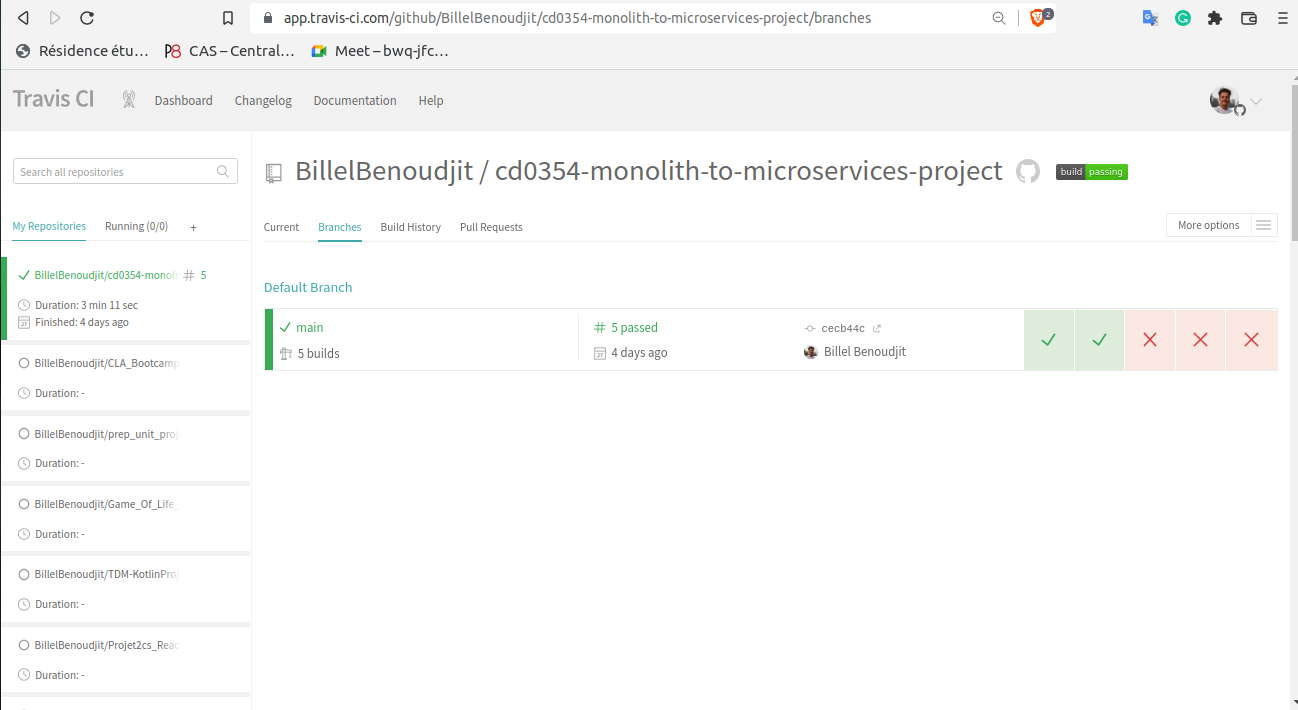 app.travis-ci.com/github/BillelBenoudjit/cd0354-monolith-to-microservices-project/branches
2
Résidence étu…
CAS – Central…
Meet – bwq-jfc…
Travis CI
Dashboard
Changelog
Documentation
Help
Search all repositories
My Repositories
Running (0/0)
+
BillelBenoudjit/cd0354-monoli
# 5
Duration: 3 min 11 sec
Finished: 4 days ago
BillelBenoudjit/CLA_Bootcamp
Duration: -
BillelBenoudjit/prep_unit_proj
Duration: -
BillelBenoudjit/Game_Of_Life_
Duration: -
BillelBenoudjit/TDM-KotlinProj
Duration: -
BillelBenoudjit/Projet2cs_Reac
Duration: -
BillelBenoudjit / cd0354-monolith-to-microservices-project
build passing
Current
Branches
Build History
Pull Requests
More options
Default Branch
main
5 builds
# 5 passed
4 days ago
cecb44c
Billel Benoudjit